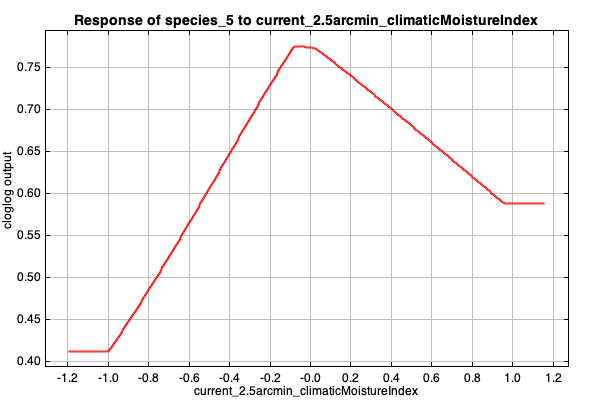 Response of species_5 to current_2.5arcmin_climaticMoistureIndex
cloglog output
0.75
0.70
0.65
0.60
0.55
0.50
0.45
0.40
-1.2 -1.0 -0.8 -0.6 -0.4 -0.2 -0.0 0.2 0.4 0.6 0.8 1.0 1.2
current_2.5arcmin_climaticMoistureIndex